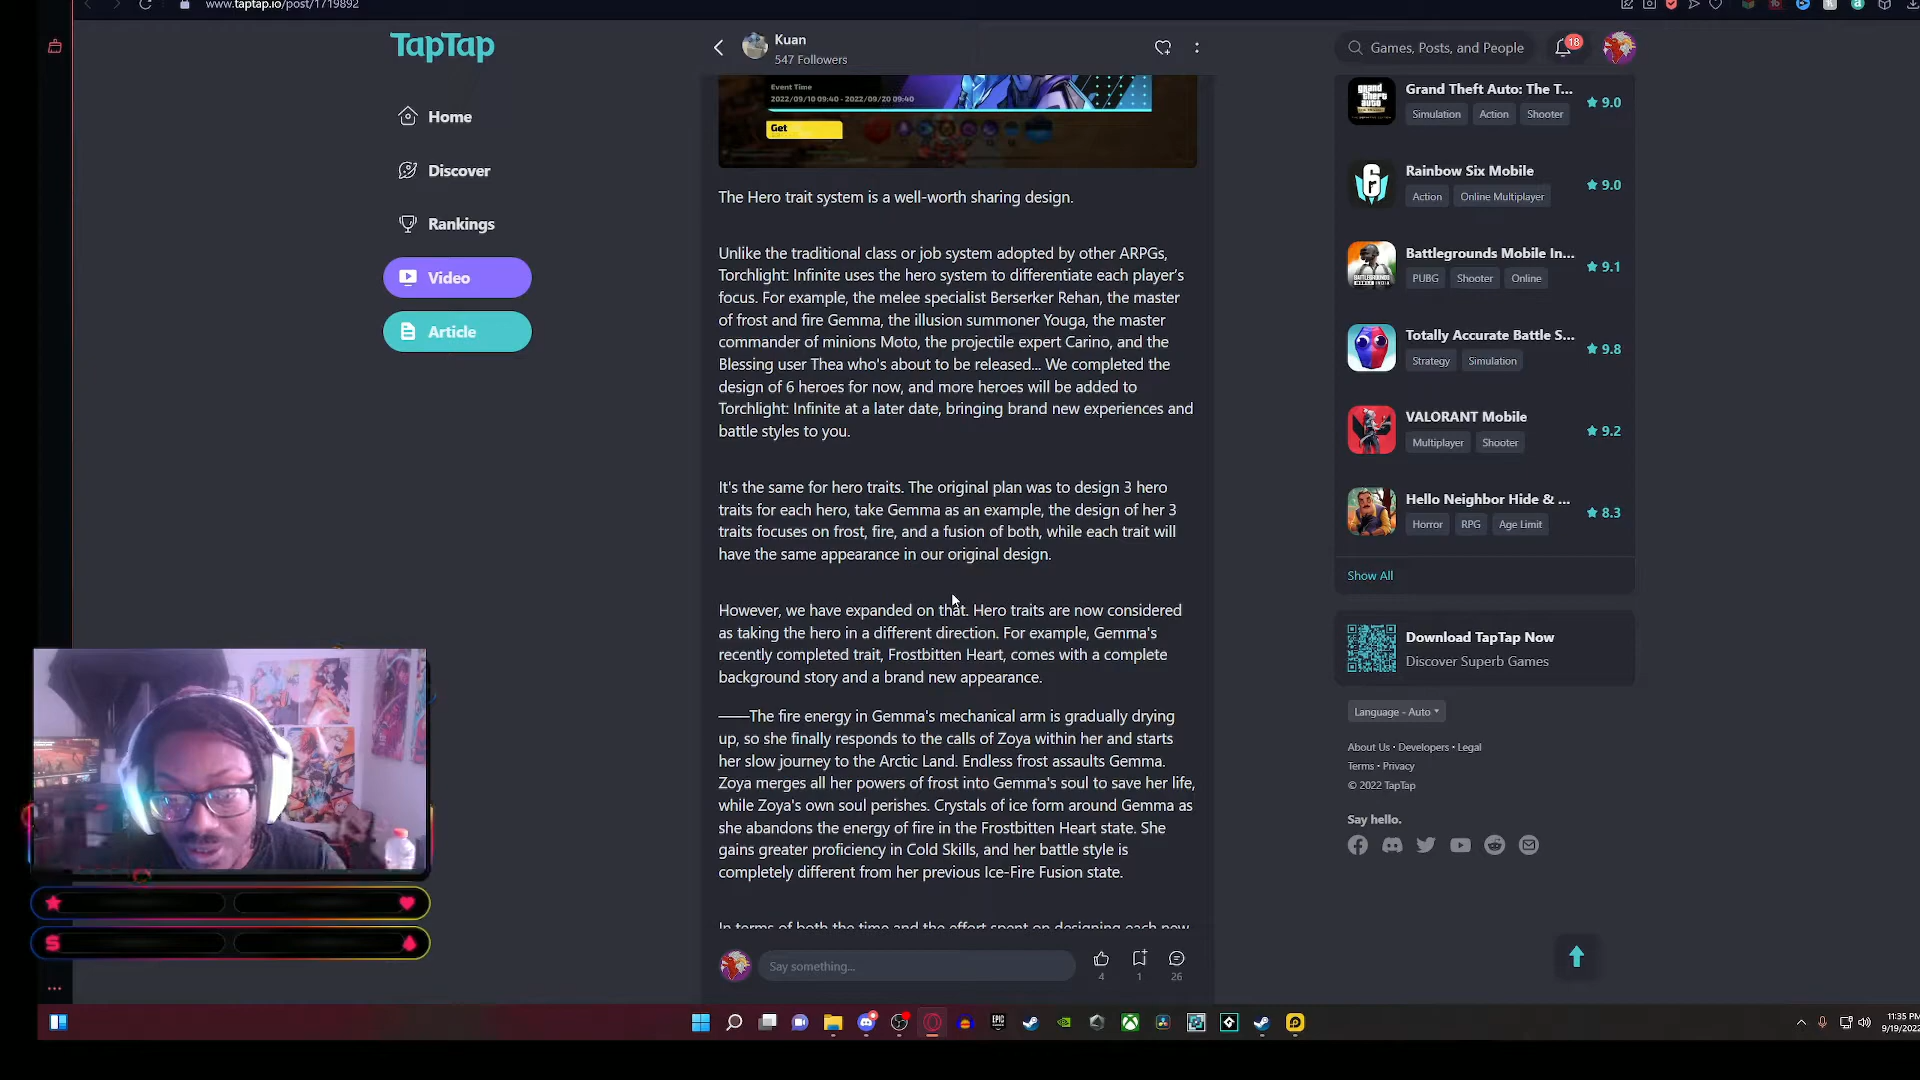 www.taptap.io/post/1719892
TapTap
Home
Discover
Rankings
Video
Article
Kuan
547 Followers
Event Time
2022/09/10 09:40 - 2022/09/20 09:40
Get
The Hero trait system is a well-worth sharing design.
Unlike the traditional class or job system adopted by other ARPGs,
Torchlight: Infinite uses the hero system to differentiate each player's
focus. For example, the melee specialist Berserker Rehan, the master
of frost and fire Gemma, the illusion summoner Youga, the master
commander of minions Moto, the projectile expert Carino, and the
Blessing user Thea who's about to be released... We completed the
design of 6 heroes for now, and more heroes will be added to
Torchlight: Infinite at a later date, bringing brand new experiences and
battle styles to you.
It's the same for hero traits. The original plan was to design 3 hero
traits for each hero, take Gemma as an example, the design of her 3
traits focuses on frost, fire, and a fusion of both, while each trait will
have the same appearance in our original design.
However, we have expanded on that. Hero traits are now considered
as taking the hero in a different direction. For example, Gemma's
recently completed trait, Frostbitten Heart, comes with a complete
background story and a brand new appearance.
——The fire energy in Gemma's mechanical arm is gradually drying
up, so she finally responds to the calls of Zoya within her and starts
her slow journey to the Arctic Land. Endless frost assaults Gemma.
Zoya merges all her powers of frost into Gemma's soul to save her life,
while Zoya's own soul perishes. Crystals of ice form around Gemma as
she abandons the energy of fire in the Frostbitten Heart state. She
gains greater proficiency in Cold Skills, and her battle style is
completely different from her previous Ice-Fire Fusion state.
In terms of both the time and the effort spent on designing each new
Say something...
4
1
26
Games, Posts, and People
18
Grand Theft Auto: The T...
9.0
Simulation
Action
Shooter
Rainbow Six Mobile
9.0
Action
Online Multiplayer
Battlegrounds Mobile In...
9.1
PUBG
Shooter
Online
Totally Accurate Battle S...
9.8
Strategy
Simulation
VALORANT Mobile
9.2
Multiplayer
Shooter
Hello Neighbor Hide & ...
8.3
Horror
RPG
Age Limit
Show All
Download TapTap Now
Discover Superb Games
Language - Auto
About Us • Developers • Legal
Terms • Privacy
© 2022 TapTap
Say hello.
11:35 PM
9/19/2022